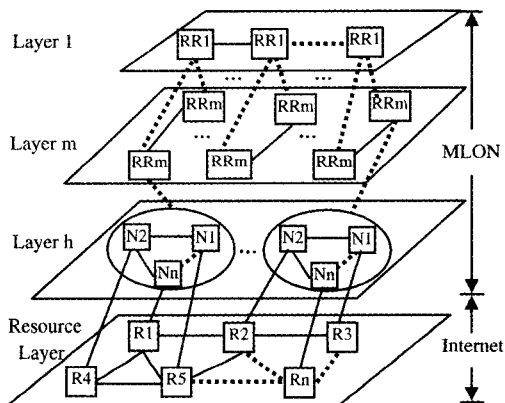 Layer 1
RR1 RR1 RR1
... ...
RRm RRm RRm
... ...
Layer m
RRm RRm RRm
MLON
Layer h
N2 N1 ... N2 N1
Nn Nn
Resource
Layer
R1 R2 R3
Internet
R4 R5 Rn